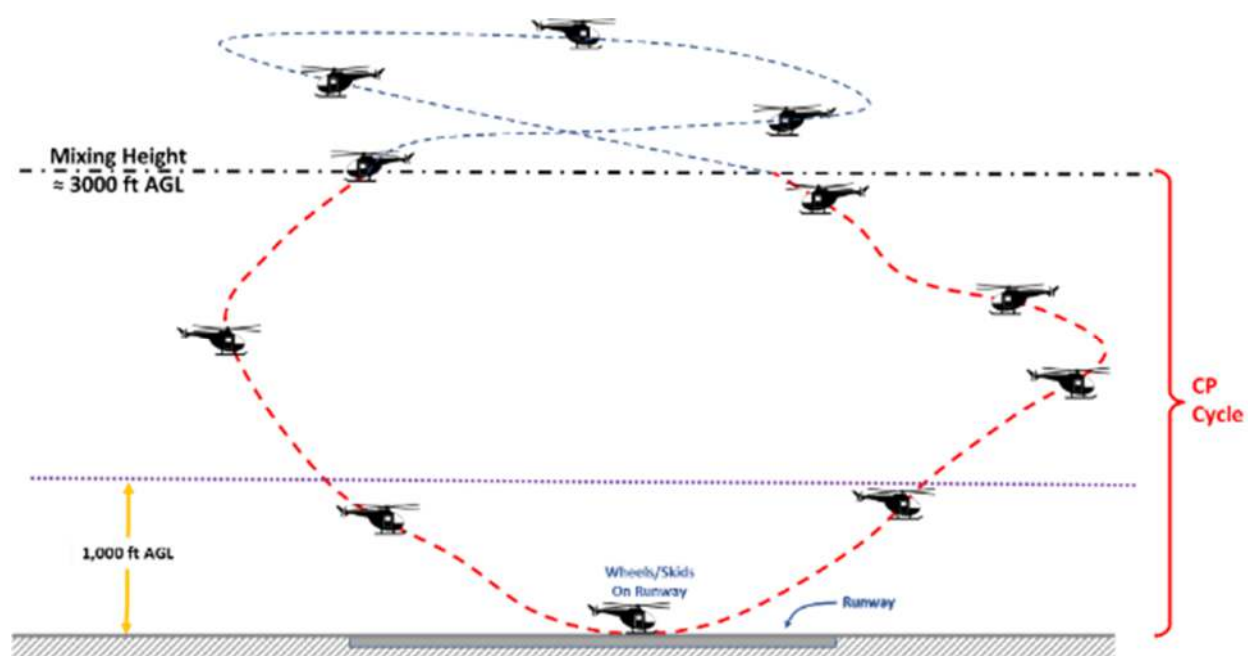 Mixing Height
≈ 3000 ft AGL
CP
Cycle
1,000 ft AGL
Wheels/Skids
On Runway
Runway